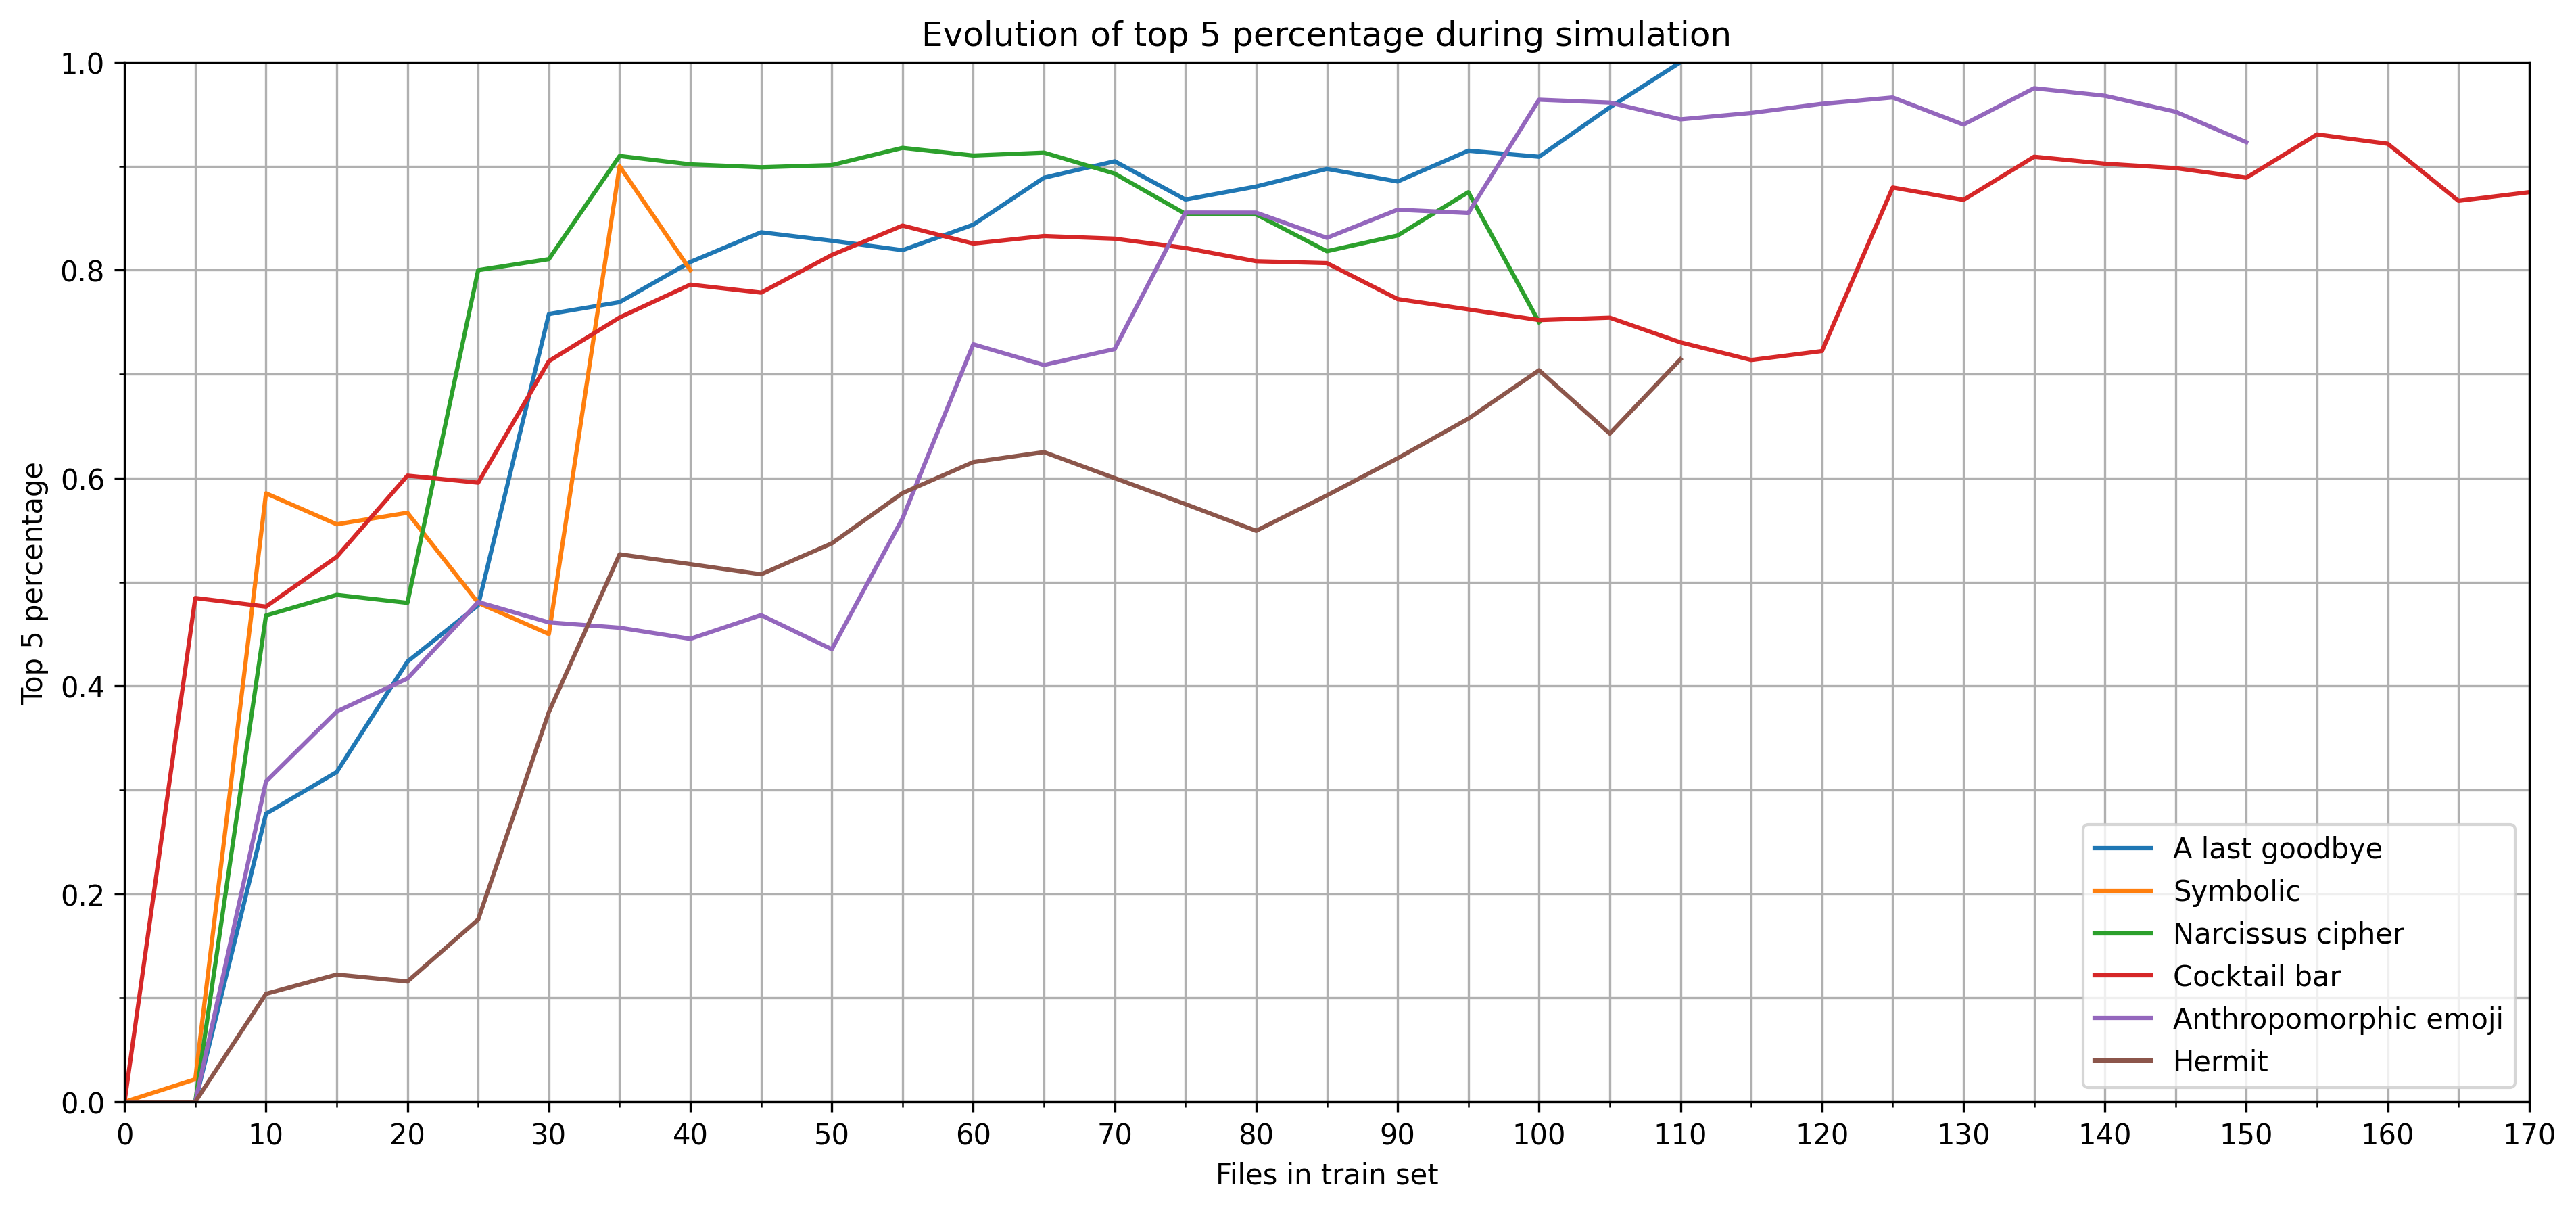 Evolution of top 5 percentage during simulation
1.0
0.8
0.6
0.4
0.2
0.0
Top 5 percentage
0 10 20 30 40 50 60 70 80 90 100 110 120 130 140 150 160 170
Files in train set
A last goodbye
Symbolic
Narcissus cipher
Cocktail bar
Anthropomorphic emoji
Hermit